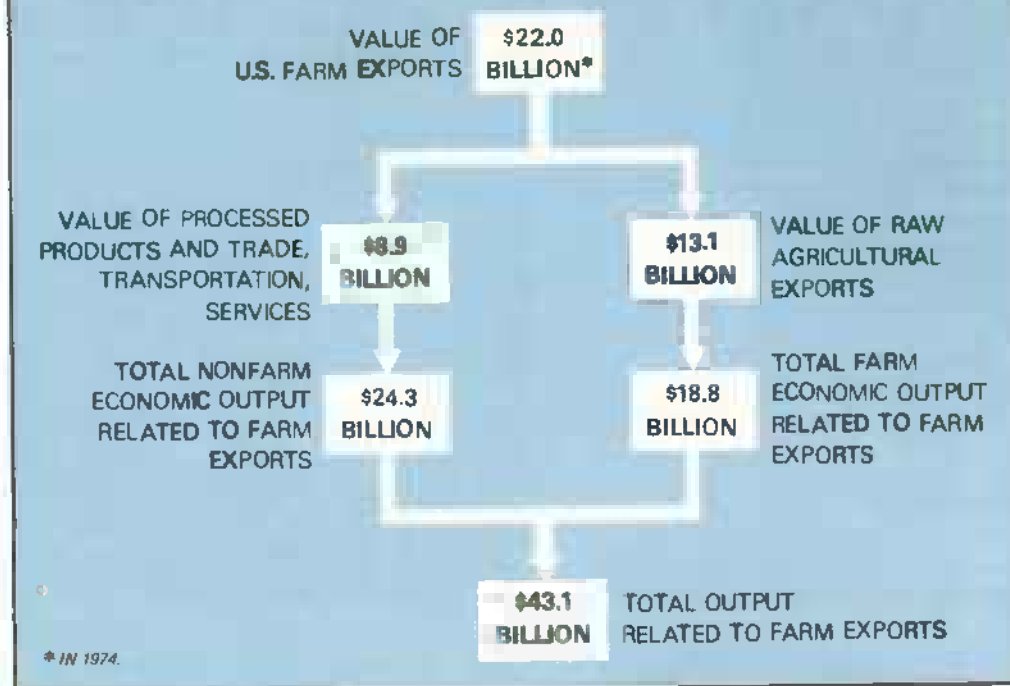 VALUE OF
U.S. FARM EXPORTS
$22.0
BILLION*
VALUE OF PROCESSED
PRODUCTS AND TRADE,
TRANSPORTATION,
SERVICES
$8.9
BILLION
$13.1
BILLION
VALUE OF RAW
AGRICULTURAL
EXPORTS
TOTAL NONFARM
ECONOMIC OUTPUT
RELATED TO FARM
EXPORTS
$24.3
BILLION
$18.8
BILLION
TOTAL FARM
ECONOMIC OUTPUT
RELATED TO FARM
EXPORTS
$43.1
BILLION
TOTAL OUTPUT
RELATED TO FARM EXPORTS
* IN 1974.